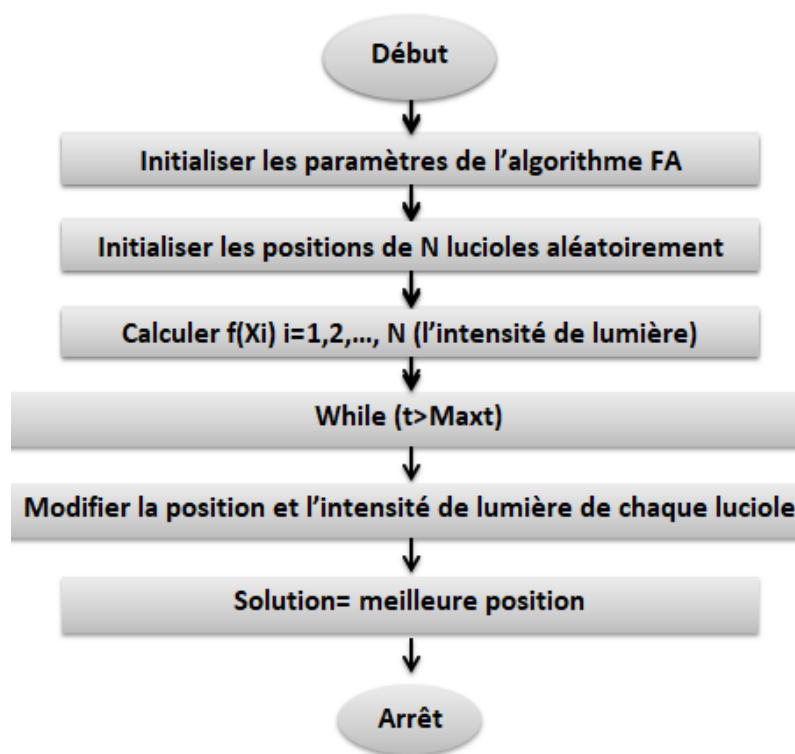 Début
Initialiser les paramètres de l'algorithme FA
Initialiser les positions de N lucioles aléatoirement
Calculer f(Xi) i=1,2,..., N (l'intensité de lumière)
While (t>Maxt)
Modifier la position et l'intensité de lumière de chaque luciole
Solution= meilleure position
Arrêt